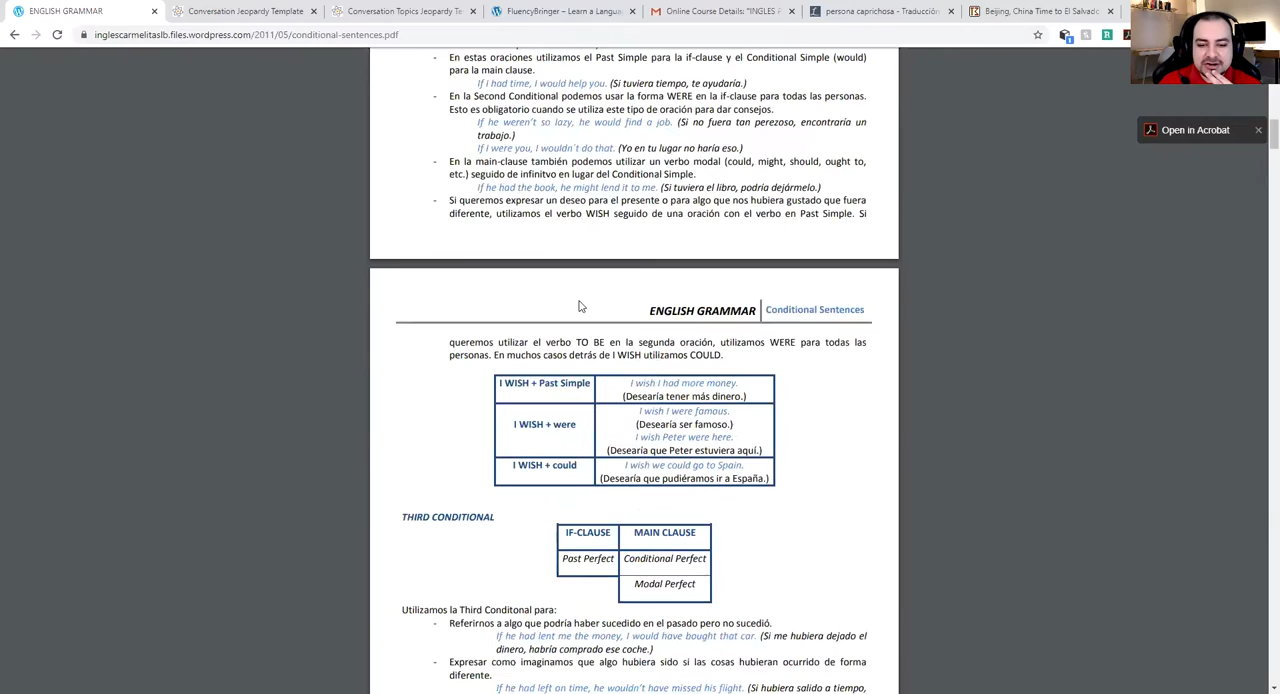 ENGLISH GRAMMAR
Conversation Jeopardy Template
Conversation Topics Jeopardy Te
FluencyBringer – Learn a Langua
Online Course Details: "INGLES P
persona caprichosa - Traducción
Beijing, China Time to El Salvado
inglescarmelitaslb.files.wordpress.com/2011/05/conditional-sentences.pdf
Open in Acrobat
- En estas oraciones utilizamos el Past Simple para la if-clause y el Conditional Simple (would)
para la main clause.
If I had time, I would help you. (Si tuviera tiempo, te ayudaría.)
- En la Second Conditional podemos usar la forma WERE en la if-clause para todas las personas.
Esto es obligatorio cuando se utiliza este tipo de oración para dar consejos.
If he weren't so lazy, he would find a job. (Si no fuera tan perezoso, encontraría un
trabajo.)
If I were you, I wouldn´t do that. (Yo en tu lugar no haría eso.)
- En la main-clause también podemos utilizar un verbo modal (could, might, should, ought to,
etc.) seguido de infinitvo en lugar del Conditional Simple.
If he had the book, he might lend it to me. (Si tuviera el libro, podría dejármelo.)
- Si queremos expresar un deseo para el presente o para algo que nos hubiera gustado que fuera
diferente, utilizamos el verbo WISH seguido de una oración con el verbo en Past Simple. Si
ENGLISH GRAMMAR Conditional Sentences
queremos utilizar el verbo TO BE en la segunda oración, utilizamos WERE para todas las
personas. En muchos casos detrás de I WISH utilizamos COULD.
I WISH + Past Simple
I wish I had more money.
(Desearía tener más dinero.)
I WISH + were
I wish I were famous.
(Desearía ser famoso.)
I wish Peter were here.
(Desearía que Peter estuviera aquí.)
I WISH + could
I wish we could go to Spain.
(Desearía que pudiéramos ir a España.)
THIRD CONDITIONAL
IF-CLAUSE MAIN CLAUSE
Past Perfect Conditional Perfect
Modal Perfect
Utilizamos la Third Conditonal para:
- Referirnos a algo que podría haber sucedido en el pasado pero no sucedió.
If he had lent me the money, I would have bought that car. (Si me hubiera dejado el
dinero, habría comprado ese coche.)
- Expresar como imaginamos que algo hubiera sido si las cosas hubieran ocurrido de forma
diferente.
If he had left on time, he wouldn't have missed his flight. (Si hubiera salido a tiempo,